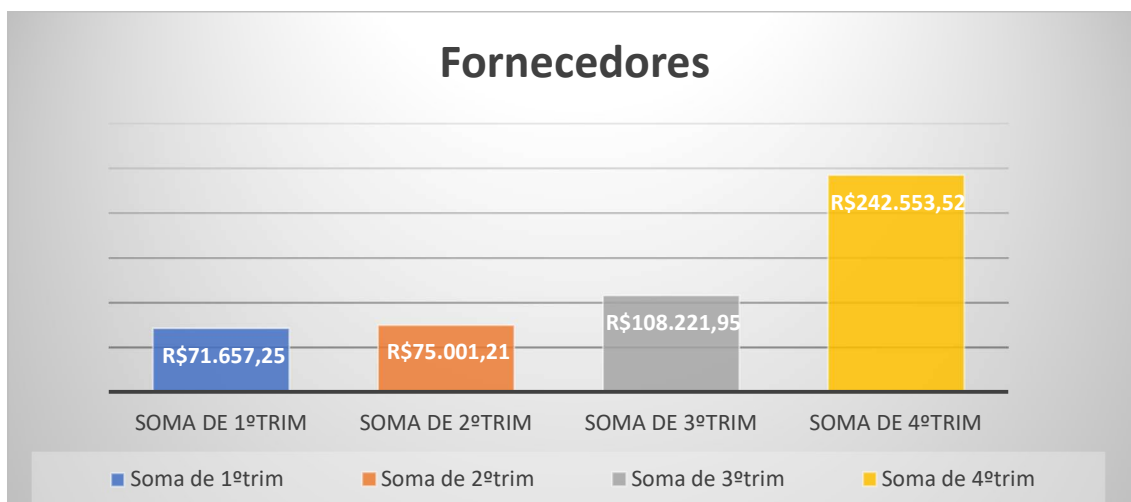 Fornecedores
R$242.553,52
R$108.221,95
R$71.657,25
R$75.001,21
SOMA DE 1ºTRIM SOMA DE 2ºTRIM SOMA DE 3ºTRIM SOMA DE 4ºTRIM
Soma de 1ºtrim Soma de 2ºtrim Soma de 3ºtrim Soma de 4ºtrim